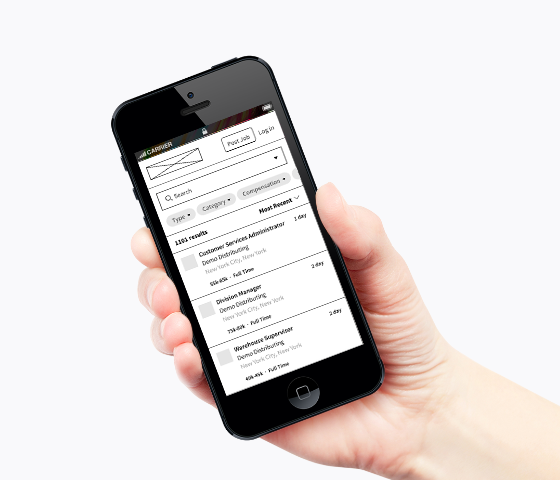 CARRIER
Post Job Log in
Search
Type Category Compensation
1101 results Most Recent
Customer Services Administrator 1 day
Demo Distributing
New York City, New York
55k-65k · Full Time
Division Manager 2 day
Demo Distributing
New York City, New York
75k-85k · Full Time
Warehouse Supervisor 3 day
Demo Distributing
New York City, New York
40k-45k · Full Time